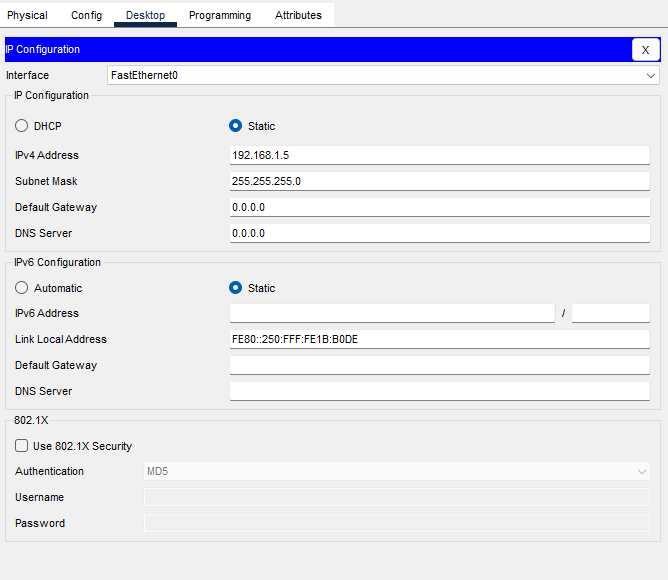 Physical Config Desktop Programming Attributes
IP Configuration X
Interface FastEthernet0
IP Configuration
DHCP Static
IPv4 Address 192.168.1.5
Subnet Mask 255.255.255.0
Default Gateway 0.0.0.0
DNS Server 0.0.0.0
IPv6 Configuration
Automatic Static
IPv6 Address /
Link Local Address FE80::250:FFF:FE1B:B0DE
Default Gateway
DNS Server
802.1X
Use 802.1X Security
Authentication MD5
Username
Password